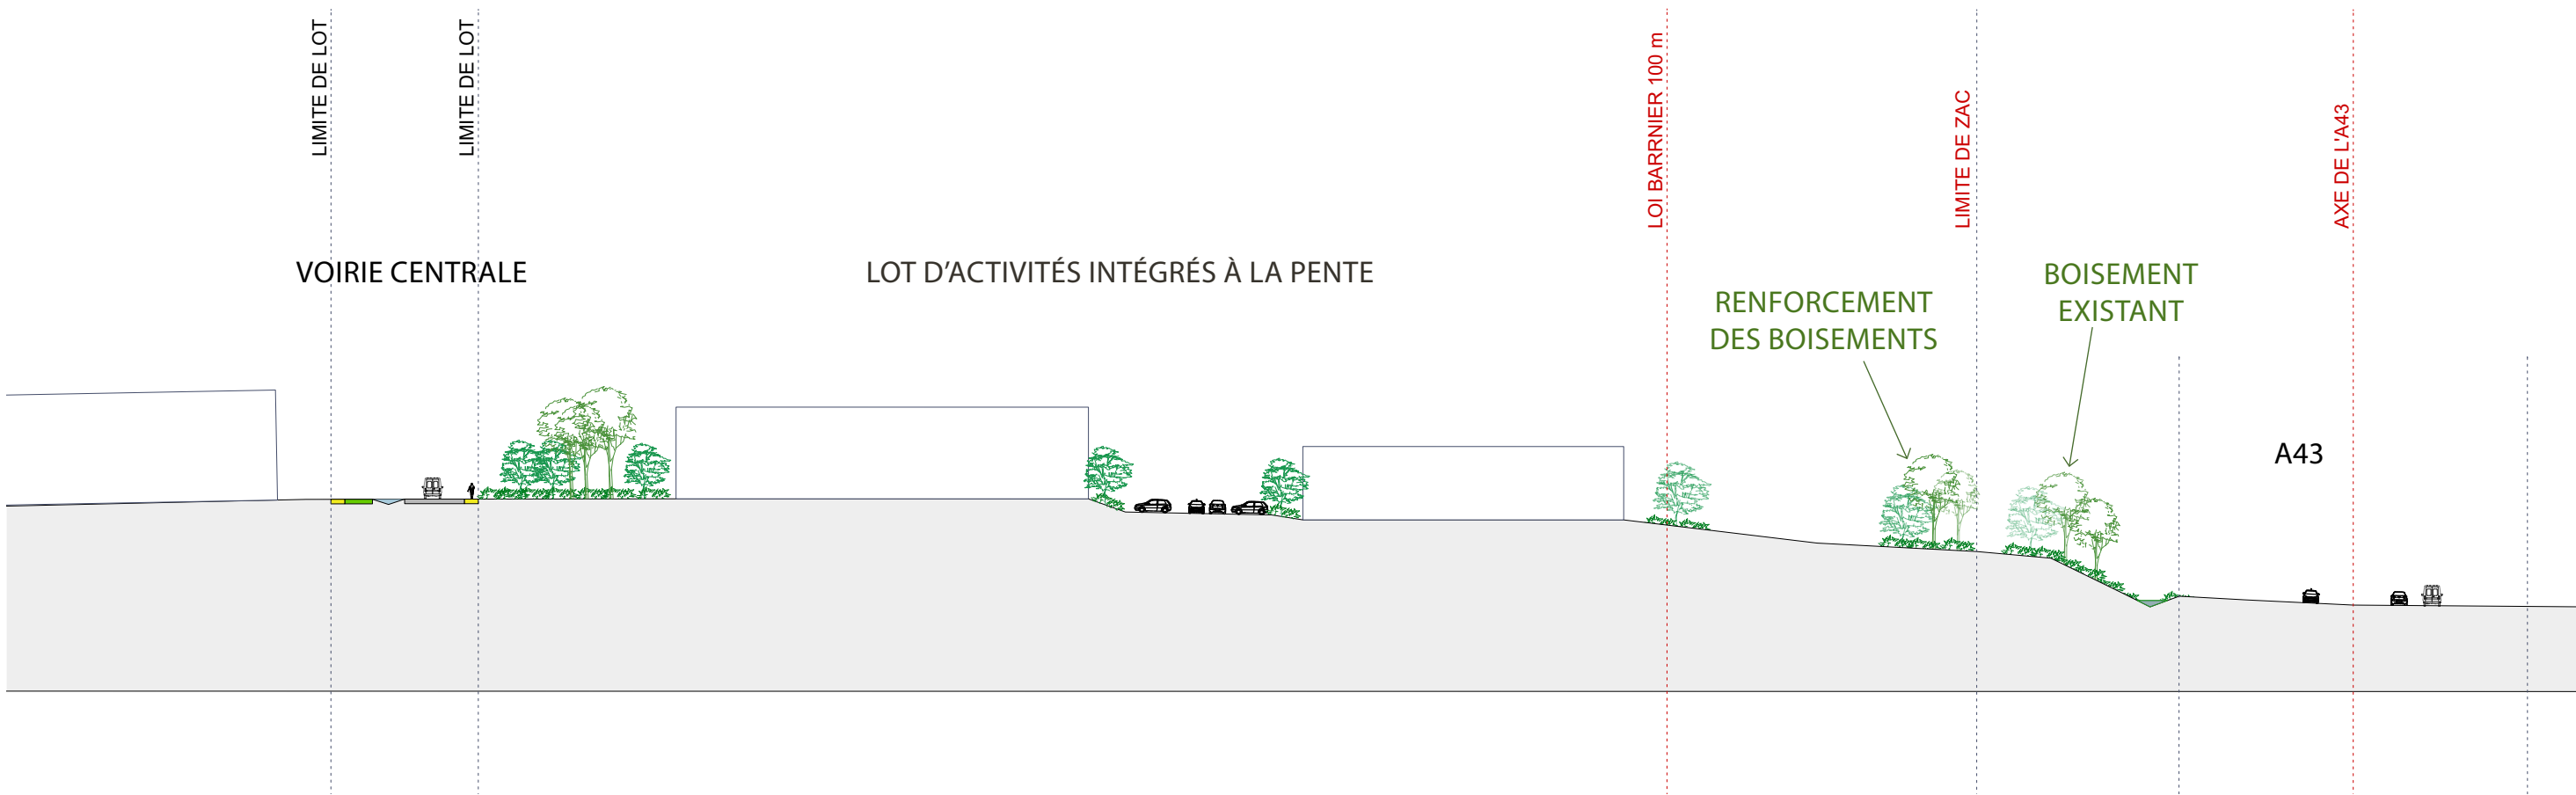 LIMITE DE LOT
LIMITE DE LOT
LOI BARRNIER 100 m
LIMITE DE ZAC
AXE DE L'A43
VOIRIE CENTRALE
LOT D’ACTIVITÉS INTÉGRÉS À LA PENTE
RENFORCEMENT
DES BOISEMENTS
BOISEMENT
EXISTANT
A43